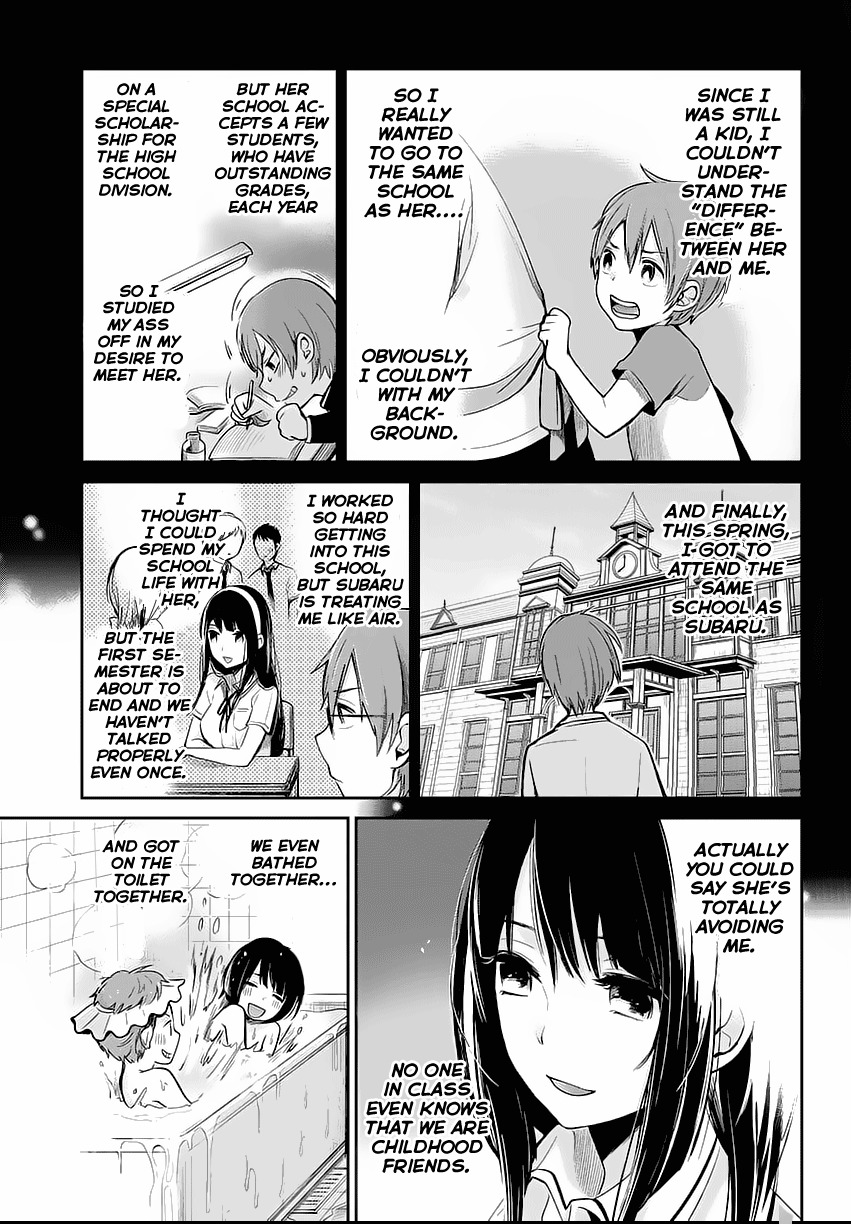 SINCE I
WAS STILL
A KID, I
COULDN'T
UNDER-
STAND THE
"DIFFER-
ENCE" BE-
TWEEN HER
AND ME.
SO I
REALLY
WANTED
TO GO TO
THE SAME
SCHOOL
AS HER....
OBVIOUSLY,
I COULDN'T
WITH MY
BACK-
GROUND.
BUT HER
SCHOOL AC-
CEPTS A FEW
STUDENTS,
WHO HAVE
OUTSTANDING
GRADES,
EACH YEAR
ON A
SPECIAL
SCHOLAR-
SHIP FOR
THE HIGH
SCHOOL
DIVISION.
SO I
STUDIED
MY ASS
OFF IN MY
DESIRE TO
MEET HER.
AND FINALLY,
THIS SPRING,
I GOT TO
ATTEND THE
SAME
SCHOOL AS
SUBARU.
I WORKED
SO HARD
GETTING
INTO THIS
SCHOOL,
BUT SUBARU
IS TREATING
ME LIKE AIR.
I
THOUGHT
I COULD
SPEND MY
SCHOOL
LIFE WITH
HER,
BUT THE
FIRST SE-
MESTER IS
ABOUT TO
END AND WE
HAVEN'T
TALKED
PROPERLY
EVEN ONCE.
ACTUALLY
YOU COULD
SAY SHE'S
TOTALLY
AVOIDING
ME.
NO ONE
IN CLASS
EVEN KNOWS
THAT WE ARE
CHILDHOOD
FRIENDS.
WE EVEN
BATHED
TOGETHER...
AND GOT
ON THE
TOILET
TOGETHER.